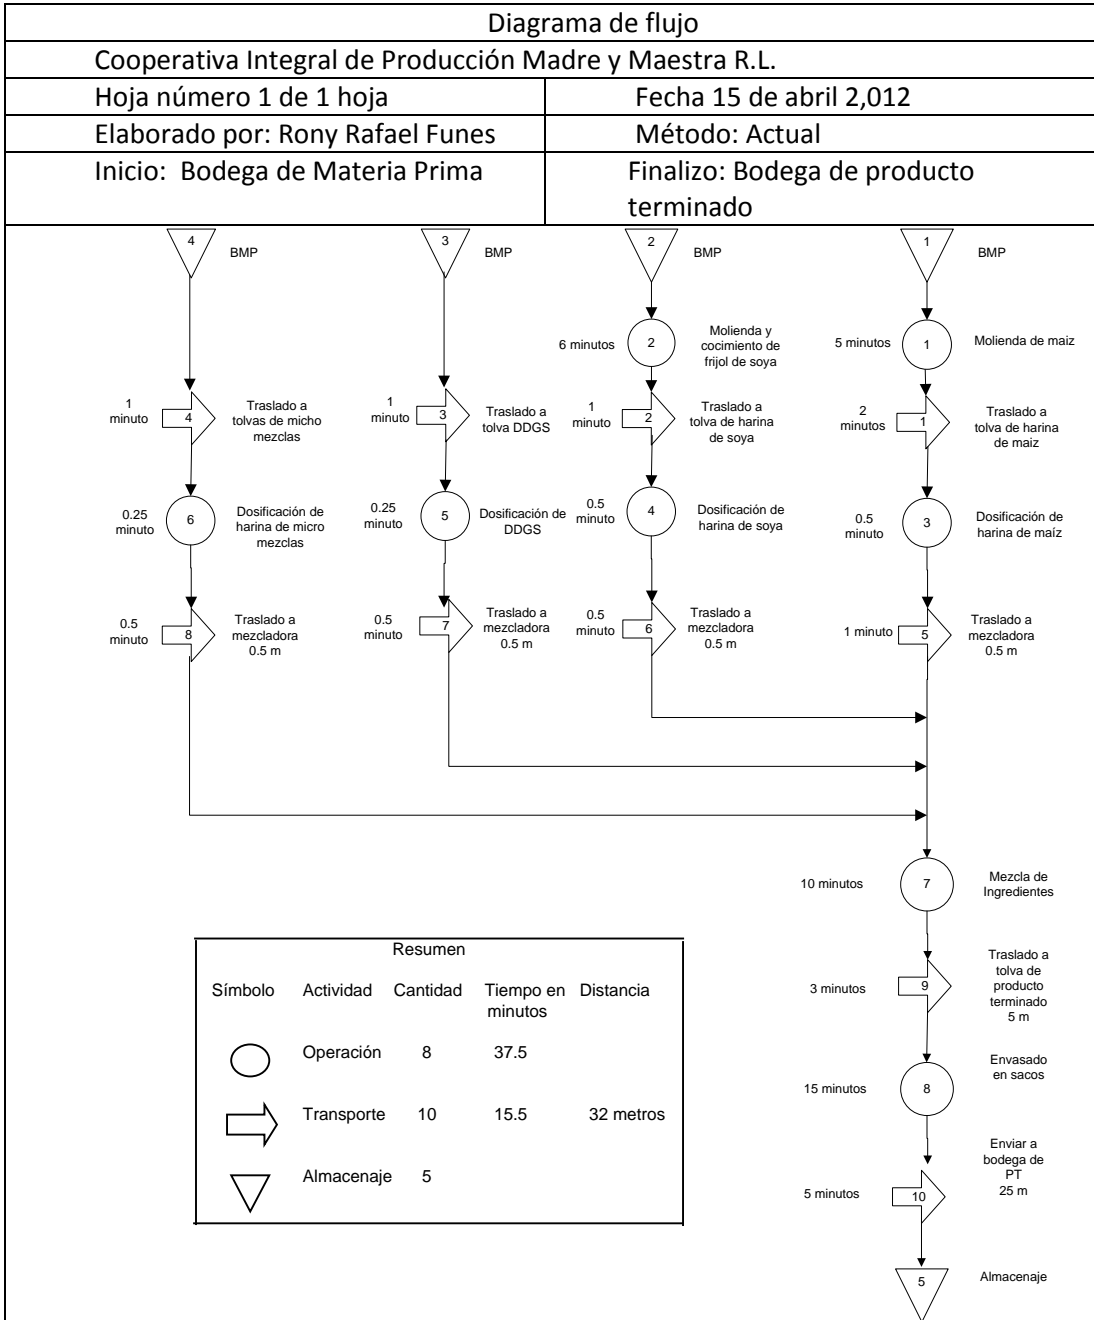 Diagrama de flujo
Cooperativa Integral de Producción Madre y Maestra R.L.
Hoja número 1 de 1 hoja
Fecha 15 de abril 2,012
Elaborado por: Rony Rafael Funes
Método: Actual
Inicio: Bodega de Materia Prima
Finalizo: Bodega de producto
terminado
4
BMP
3
BMP
2
BMP
1
BMP
6 minutos
2
Molienda y
cocimiento de
frijol de soya
5 minutos
1
Molienda de maiz
1
minuto
4
Traslado a
tolvas de micho
mezclas
1
minuto
3
Traslado a
tolva DDGS
1
minuto
2
Traslado a
tolva de harina
de soya
2
minutos
1
Traslado a
tolva de harina
de maiz
0.25
minuto
6
Dosificación de
harina de micro
mezclas
0.25
minuto
5
Dosificación de
DDGS
0.5
minuto
4
Dosificación de
harina de soya
0.5
minuto
3
Dosificación de
harina de maíz
0.5
minuto
8
Traslado a
mezcladora
0.5 m
0.5
minuto
7
Traslado a
mezcladora
0.5 m
0.5
minuto
6
Traslado a
mezcladora
0.5 m
1 minuto
5
Traslado a
mezcladora
0.5 m
10 minutos
7
Mezcla de
Ingredientes
3 minutos
9
Traslado a
tolva de
producto
terminado
5 m
15 minutos
8
Envasado
en sacos
5 minutos
10
Enviar a
bodega de
PT
25 m
5
Almacenaje
Resumen
Símbolo Actividad Cantidad Tiempo en Distancia
minutos
Operación 8 37.5
Transporte 10 15.5 32 metros
Almacenaje 5